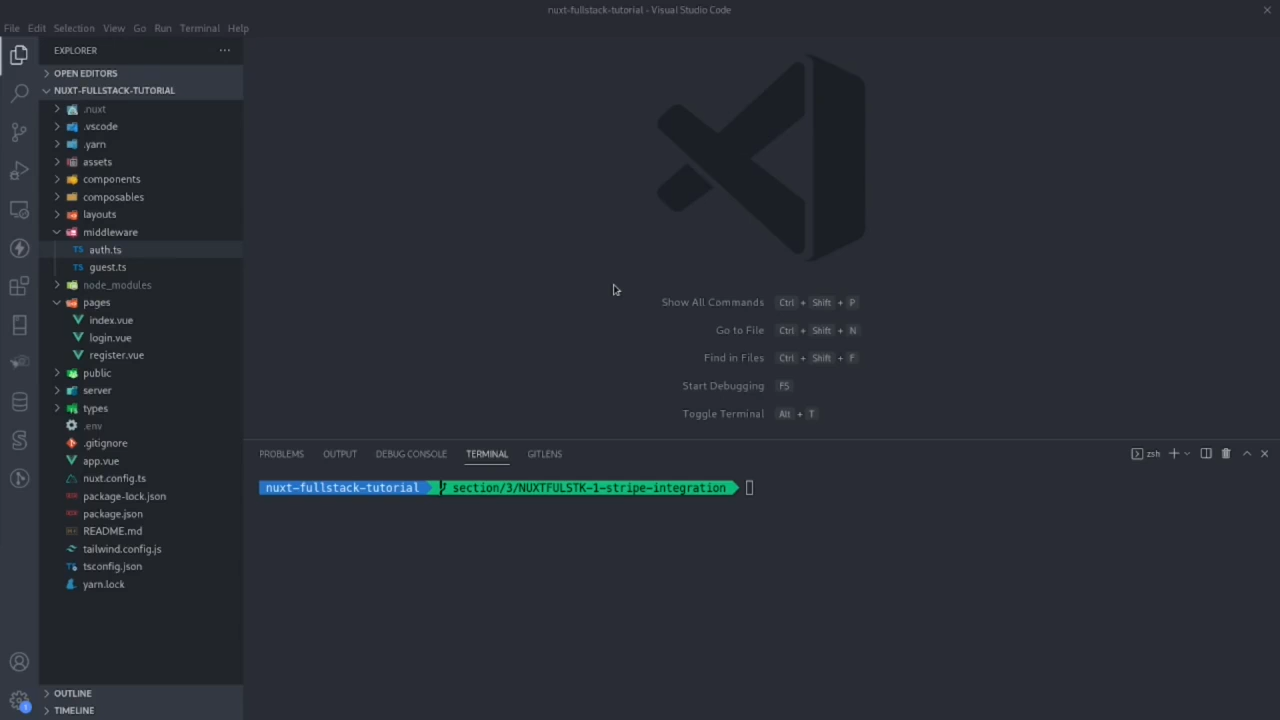 nuxt-fullstack-tutorial - Visual Studio Code
File Edit Selection View Go Run Terminal Help
EXPLORER
OPEN EDITORS
NUXT-FULLSTACK-TUTORIAL
.nuxt
.vscode
.yarn
assets
components
composables
layouts
middleware
TS auth.ts
TS guest.ts
node_modules
pages
index.vue
login.vue
register.vue
public
server
types
.env
.gitignore
app.vue
nuxt.config.ts
package-lock.json
package.json
README.md
tailwind.config.js
tsconfig.json
yarn.lock
OUTLINE
TIMELINE
1
Show All Commands Ctrl + Shift + P
Go to File Ctrl + Shift + N
Find in Files Ctrl + Shift + F
Start Debugging F5
Toggle Terminal Alt + T
PROBLEMS OUTPUT DEBUG CONSOLE TERMINAL GITLENS
zsh
nuxt-fullstack-tutorial section/3/NUXTFULSTK-1-stripe-integration